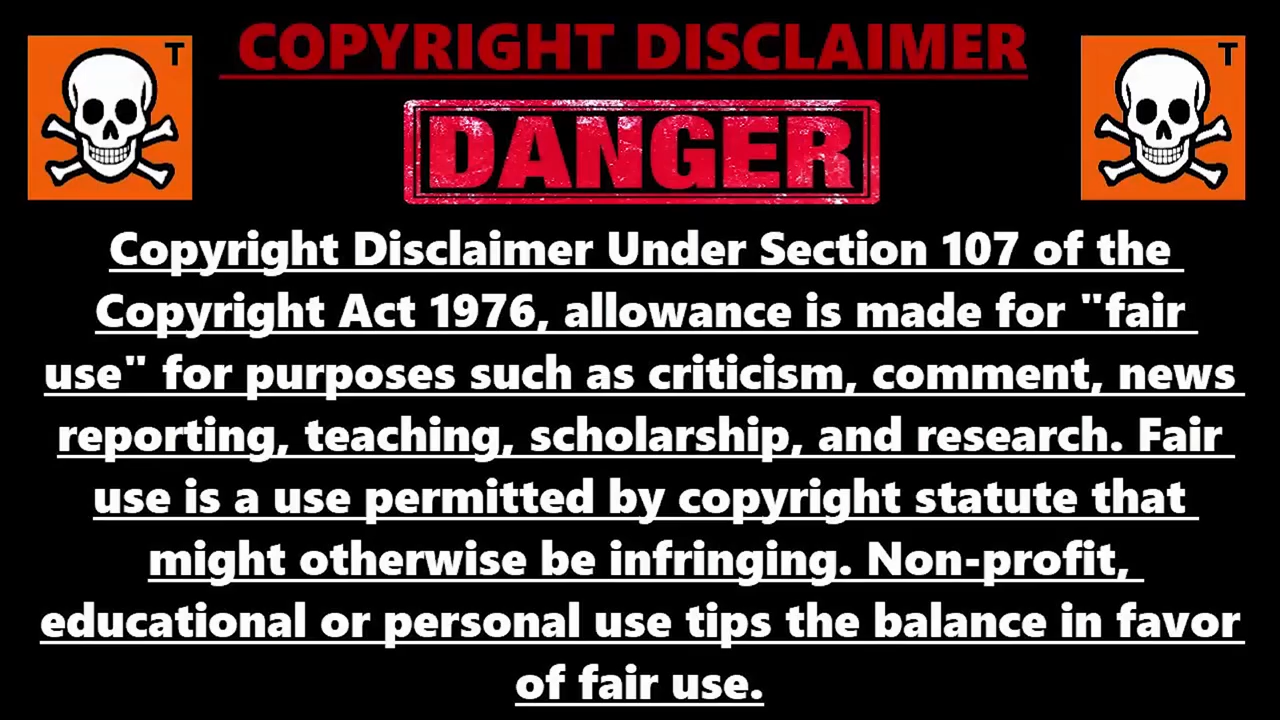 T COPYRIGHT DISCLAIMER T
DANGER
Copyright Disclaimer Under Section 107 of the
Copyright Act 1976, allowance is made for "fair
use" for purposes such as criticism, comment, news
reporting, teaching, scholarship, and research. Fair
use is a use permitted by copyright statute that
might otherwise be infringing. Non-profit,
educational or personal use tips the balance in favor
of fair use.